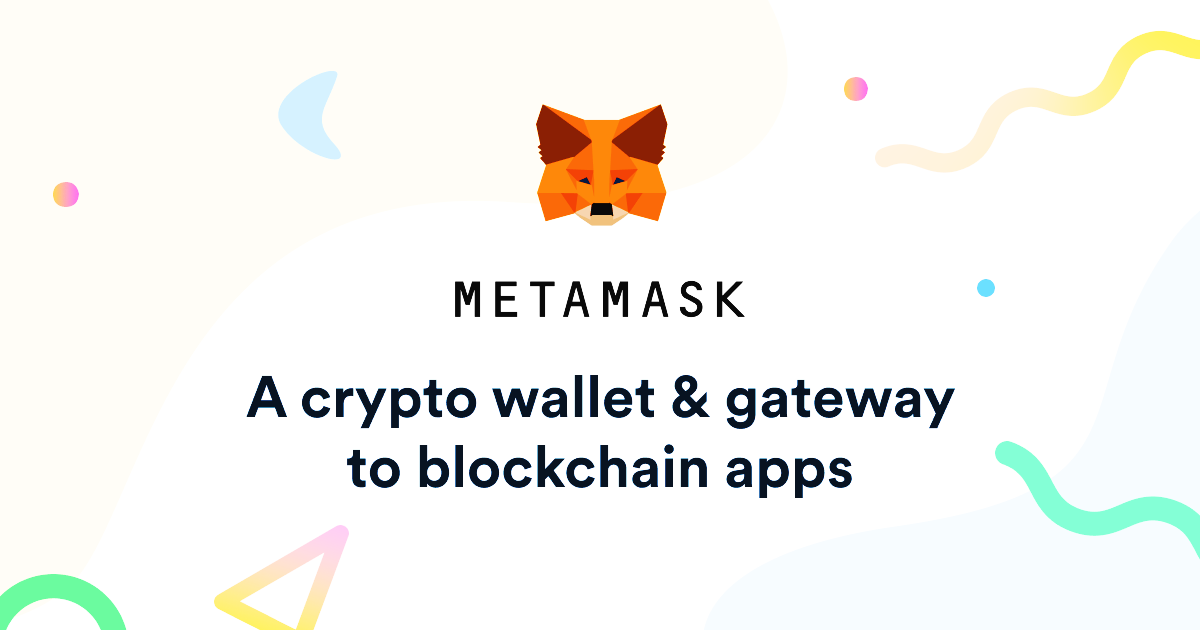 METAMASK
A crypto wallet & gateway
to blockchain apps